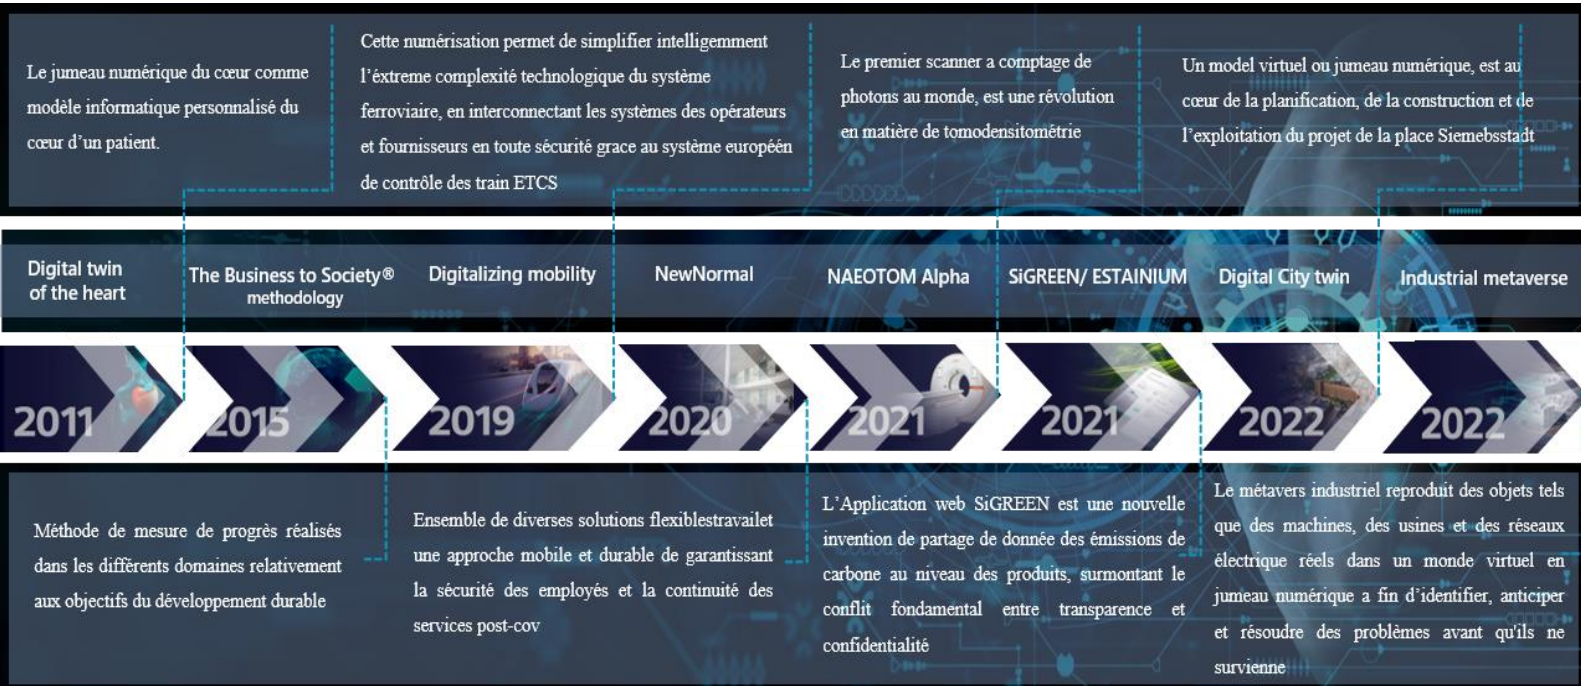 Le jumeau numérique du cœur comme
modèle informatique personnalisé du
cœur d'un patient.
Cette numérisation permet de simplifier intelligemment
l'éxtreme complexité technologique du système
ferroviaire, en interconnectant les systèmes des opérateurs
et fournisseurs en toute sécurité grace au système européén
de contrôle des train ETCS
Le premier scanner a comptage de
photons au monde, est une révolution
en matière de tomodensitométrie
Un model virtuel ou jumeau numérique, est au
cœur de la planification, de la construction et de
l'exploitation du projet de la place Siemebsstadt
Digital twin
of the heart
The Business to Society®
methodology
Digitalizing mobility
NewNormal
NAEOTOM Alpha
SiGREEN/ ESTAINIUM
Digital City twin
Industrial metaverse
2011
2015
2019
2020
2021
2021
2022
2022
Méthode de mesure de progrès réalisés
dans les différents domaines relativement
aux objectifs du développement durable
Ensemble de diverses solutions flexiblestravailet
une approche mobile et durable de garantissant
la sécurité des employés et la continuité des
services post-cov
L'Application web SiGREEN est une nouvelle
invention de partage de donnée des émissions de
carbone au niveau des produits, surmontant le
conflit fondamental entre transparence et
confidentialité
Le métavers industriel reproduit des objets tels
que des machines, des usines et des réseaux
électrique réels dans un monde virtuel en
jumeau numérique a fin d'identifier, anticiper
et résoudre des problèmes avant qu'ils ne
survienne